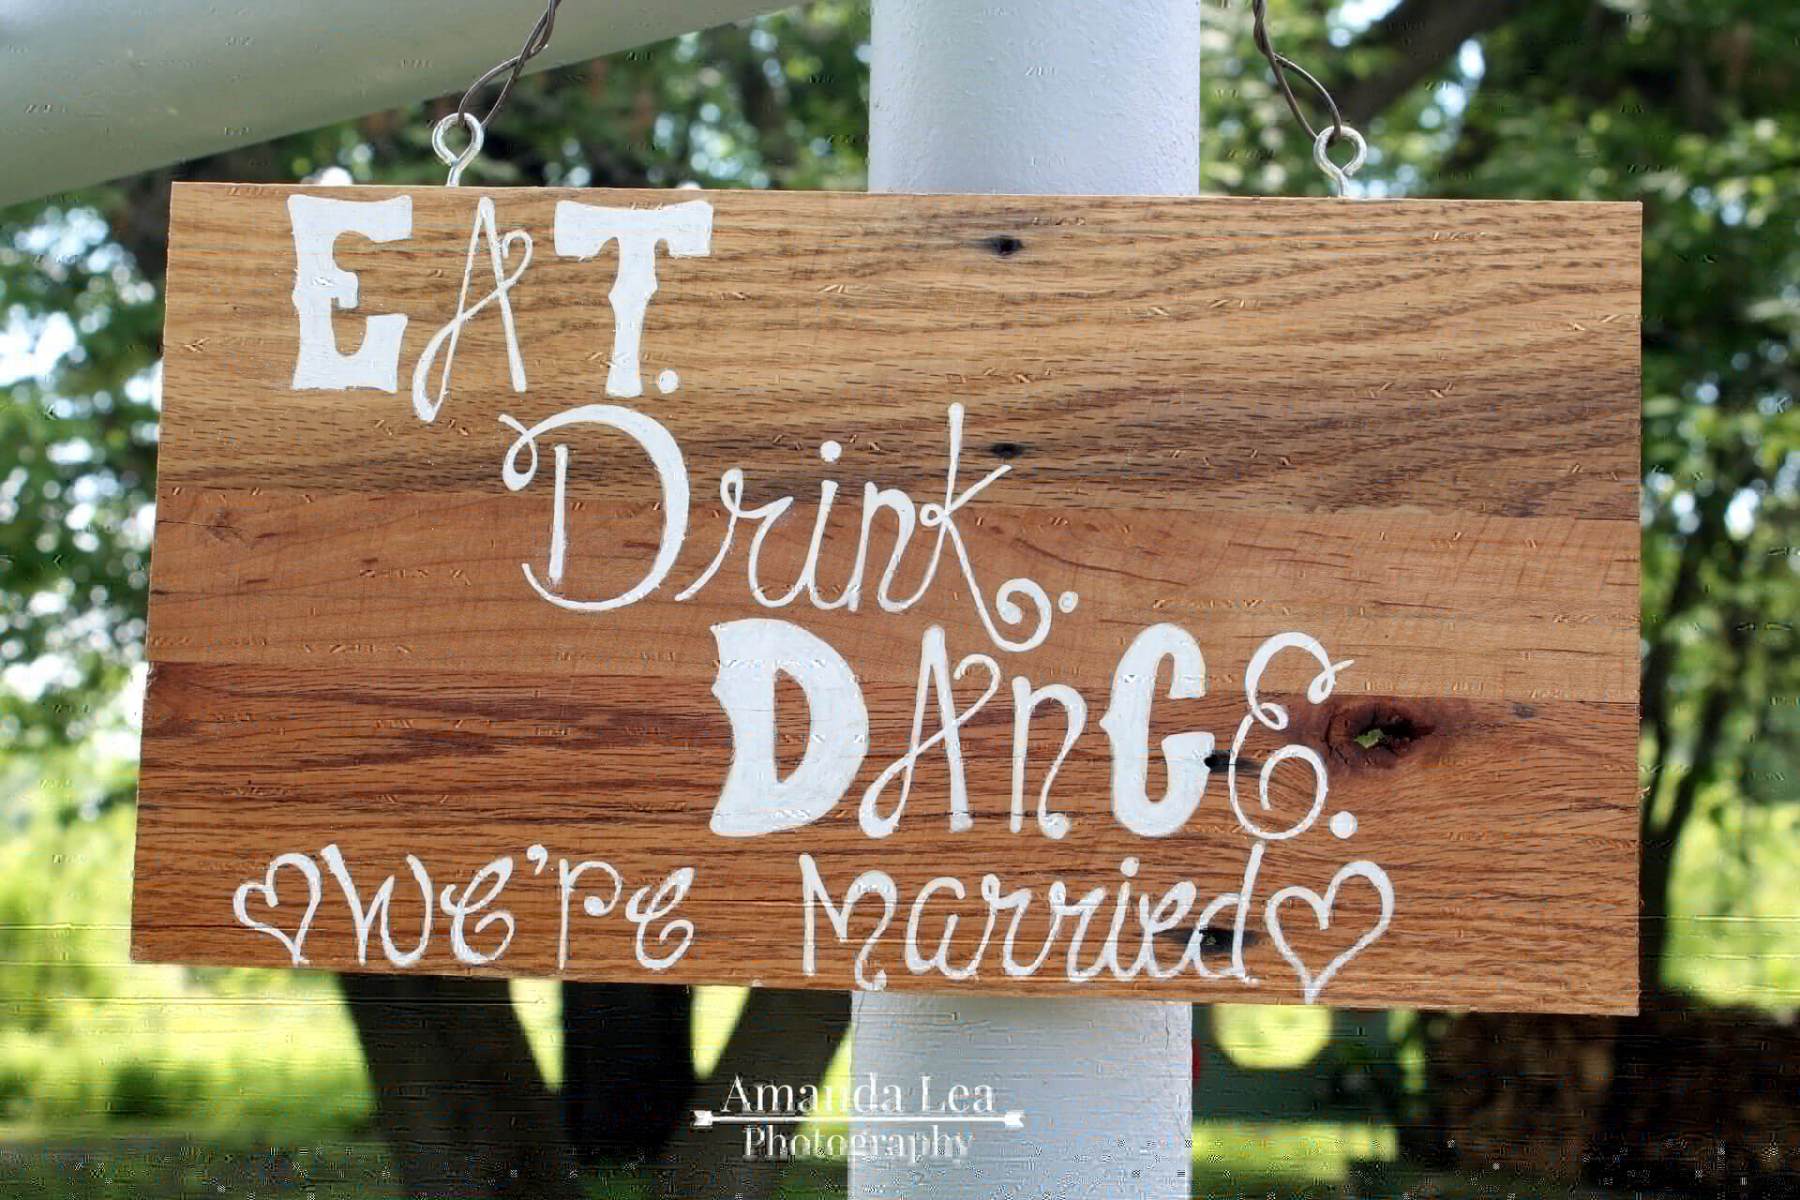 EAT.
Drink.
DANCE.
♡We're Married♡
Amanda Lea
Photography